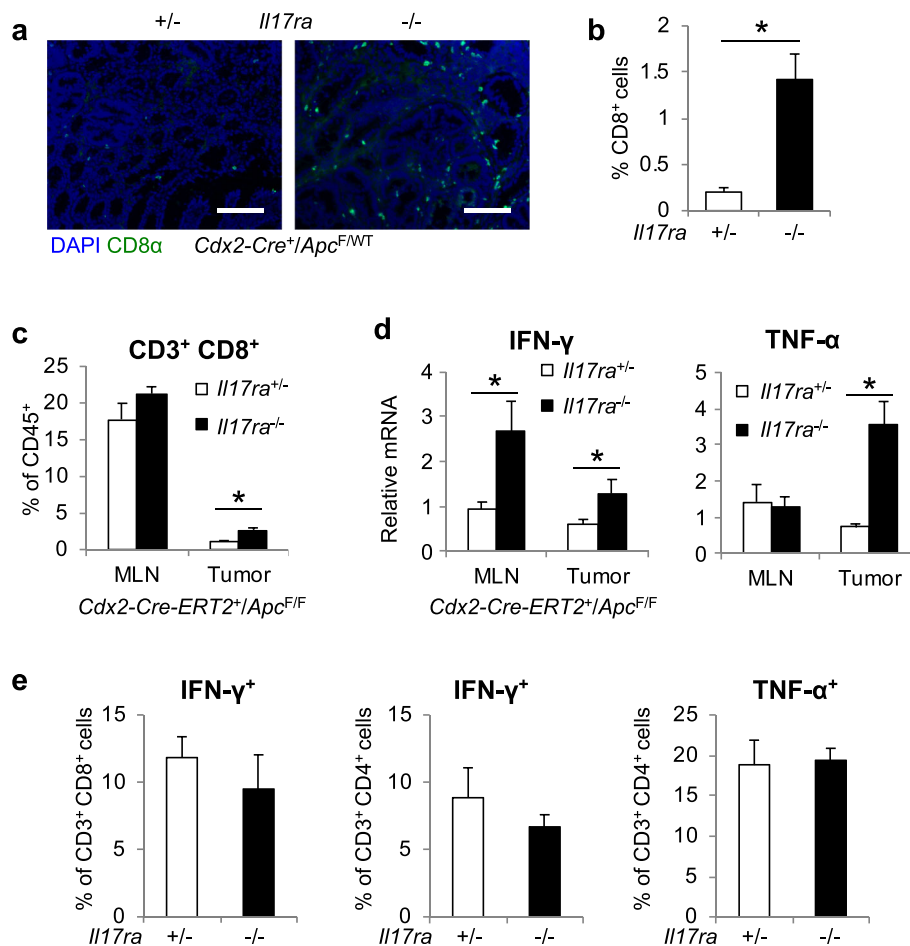 a
+/- Il17ra -/-
DAPI CD8α Cdx2-Cre⁺/Apc^F/WT
b
*
% CD8⁺ cells
2
1.5
1
0.5
0
Il17ra +/- -/-
c
CD3⁺ CD8⁺
% of CD45⁺
25
20
15
10
5
0
Il17ra⁺/⁻
Il17ra⁻/⁻
*
MLN Tumor
Cdx2-Cre-ERT2⁺/Apc^F/F
d
IFN-γ
Relative mRNA
4
3
2
1
0
Il17ra⁺/⁻
Il17ra⁻/⁻
*
*
MLN Tumor
Cdx2-Cre-ERT2⁺/Apc^F/F
TNF-α
5
4
3
2
1
0
Il17ra⁺/⁻
Il17ra⁻/⁻
*
MLN Tumor
e
IFN-γ⁺
% of CD3⁺ CD8⁺ cells
15
10
5
0
Il17ra +/- -/-
IFN-γ⁺
% of CD3⁺ CD4⁺ cells
15
10
5
0
Il17ra +/- -/-
TNF-α⁺
% of CD3⁺ CD4⁺ cells
25
20
15
10
5
0
Il17ra +/- -/-